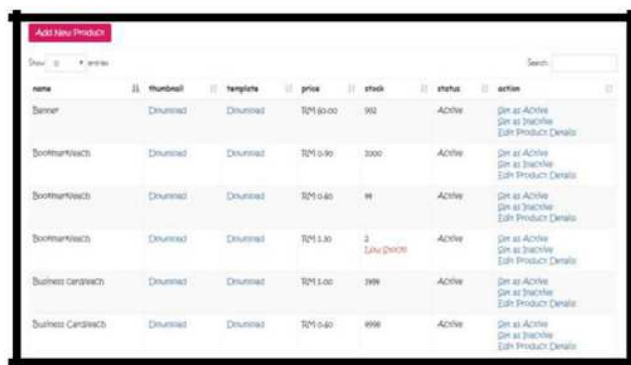 Add New Product
Show 10 entries
Search:
name thumbnail template price stock status action
Banner Download Download RM 60.00 992 Active Set as Active
Set as Inactive
Edit Product Details
Bookmark/each Download Download RM 0.90 1000 Active Set as Active
Set as Inactive
Edit Product Details
Bookmark/each Download Download RM 0.60 99 Active Set as Active
Set as Inactive
Edit Product Details
Bookmark/each Download Download RM 1.30 2 Active Set as Active
Low Stock! Set as Inactive
Edit Product Details
Business Card/each Download Download RM 1.00 Active Set as Active
Set as Inactive
Edit Product Details
Business Card/each Download Download RM 0.60 9998 Active Set as Active
Set as Inactive
Edit Product Details